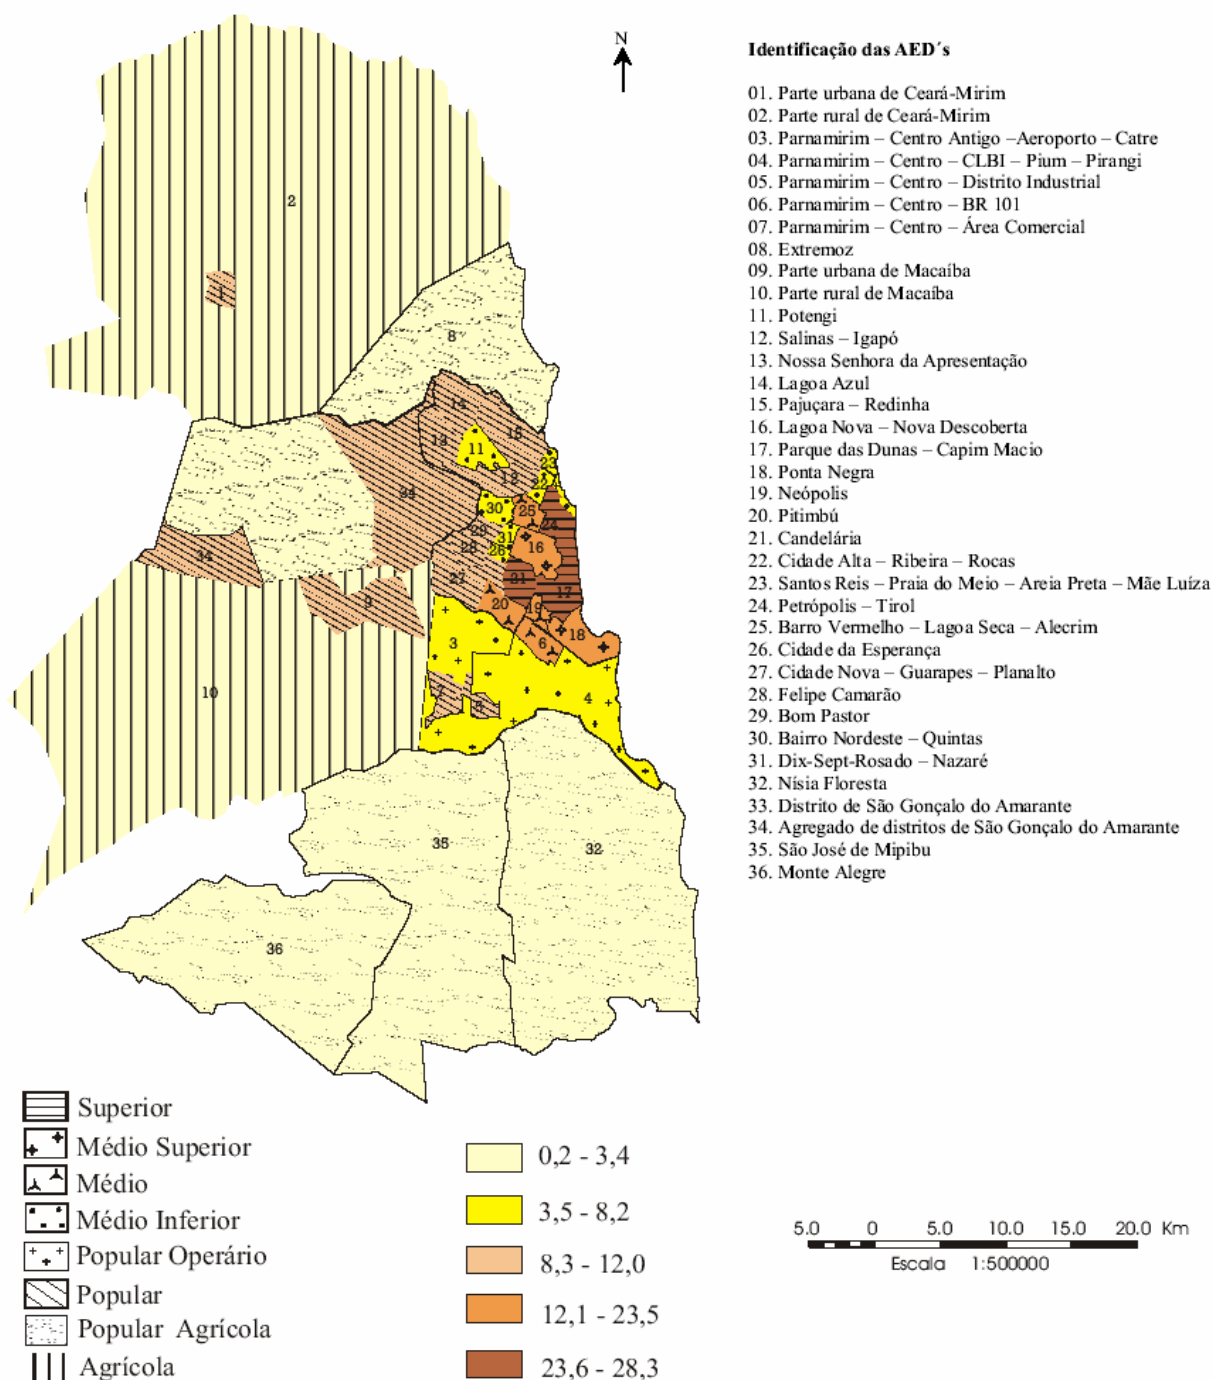 N
Identificação das AED´s
01. Parte urbana de Ceará-Mirim
02. Parte rural de Ceará-Mirim
03. Parnamirim – Centro Antigo –Aeroporto – Catre
04. Parnamirim – Centro – CLBI – Pium – Pirangi
05. Parnamirim – Centro – Distrito Industrial
06. Parnamirim – Centro – BR 101
07. Parnamirim – Centro – Área Comercial
08. Extremoz
09. Parte urbana de Macaíba
10. Parte rural de Macaíba
11. Potengi
12. Salinas – Igapó
13. Nossa Senhora da Apresentação
14. Lagoa Azul
15. Pajuçara – Redinha
16. Lagoa Nova – Nova Descoberta
17. Parque das Dunas – Capim Macio
18. Ponta Negra
19. Neópolis
20. Pitimbú
21. Candelária
22. Cidade Alta – Ribeira – Rocas
23. Santos Reis – Praia do Meio – Areia Preta – Mãe Luíza
24. Petrópolis – Tirol
25. Barro Vermelho – Lagoa Seca – Alecrim
26. Cidade da Esperança
27. Cidade Nova – Guarapes – Planalto
28. Felipe Camarão
29. Bom Pastor
30. Bairro Nordeste – Quintas
31. Dix-Sept-Rosado – Nazaré
32. Nísia Floresta
33. Distrito de São Gonçalo do Amarante
34. Agregado de distritos de São Gonçalo do Amarante
35. São José de Mipibu
36. Monte Alegre
2
1
8
14
13
15
11
12
23
22
34
30
25
24
29
31
16
28
26
34
27
21
17
9
20
19
18
3
6
10
7
5
4
35
32
36
Superior
Médio Superior
Médio
Médio Inferior
Popular Operário
Popular
Popular Agrícola
Agrícola
0,2 - 3,4
3,5 - 8,2
8,3 - 12,0
12,1 - 23,5
23,6 - 28,3
5.0 0 5.0 10.0 15.0 20.0 Km
Escala 1:500000